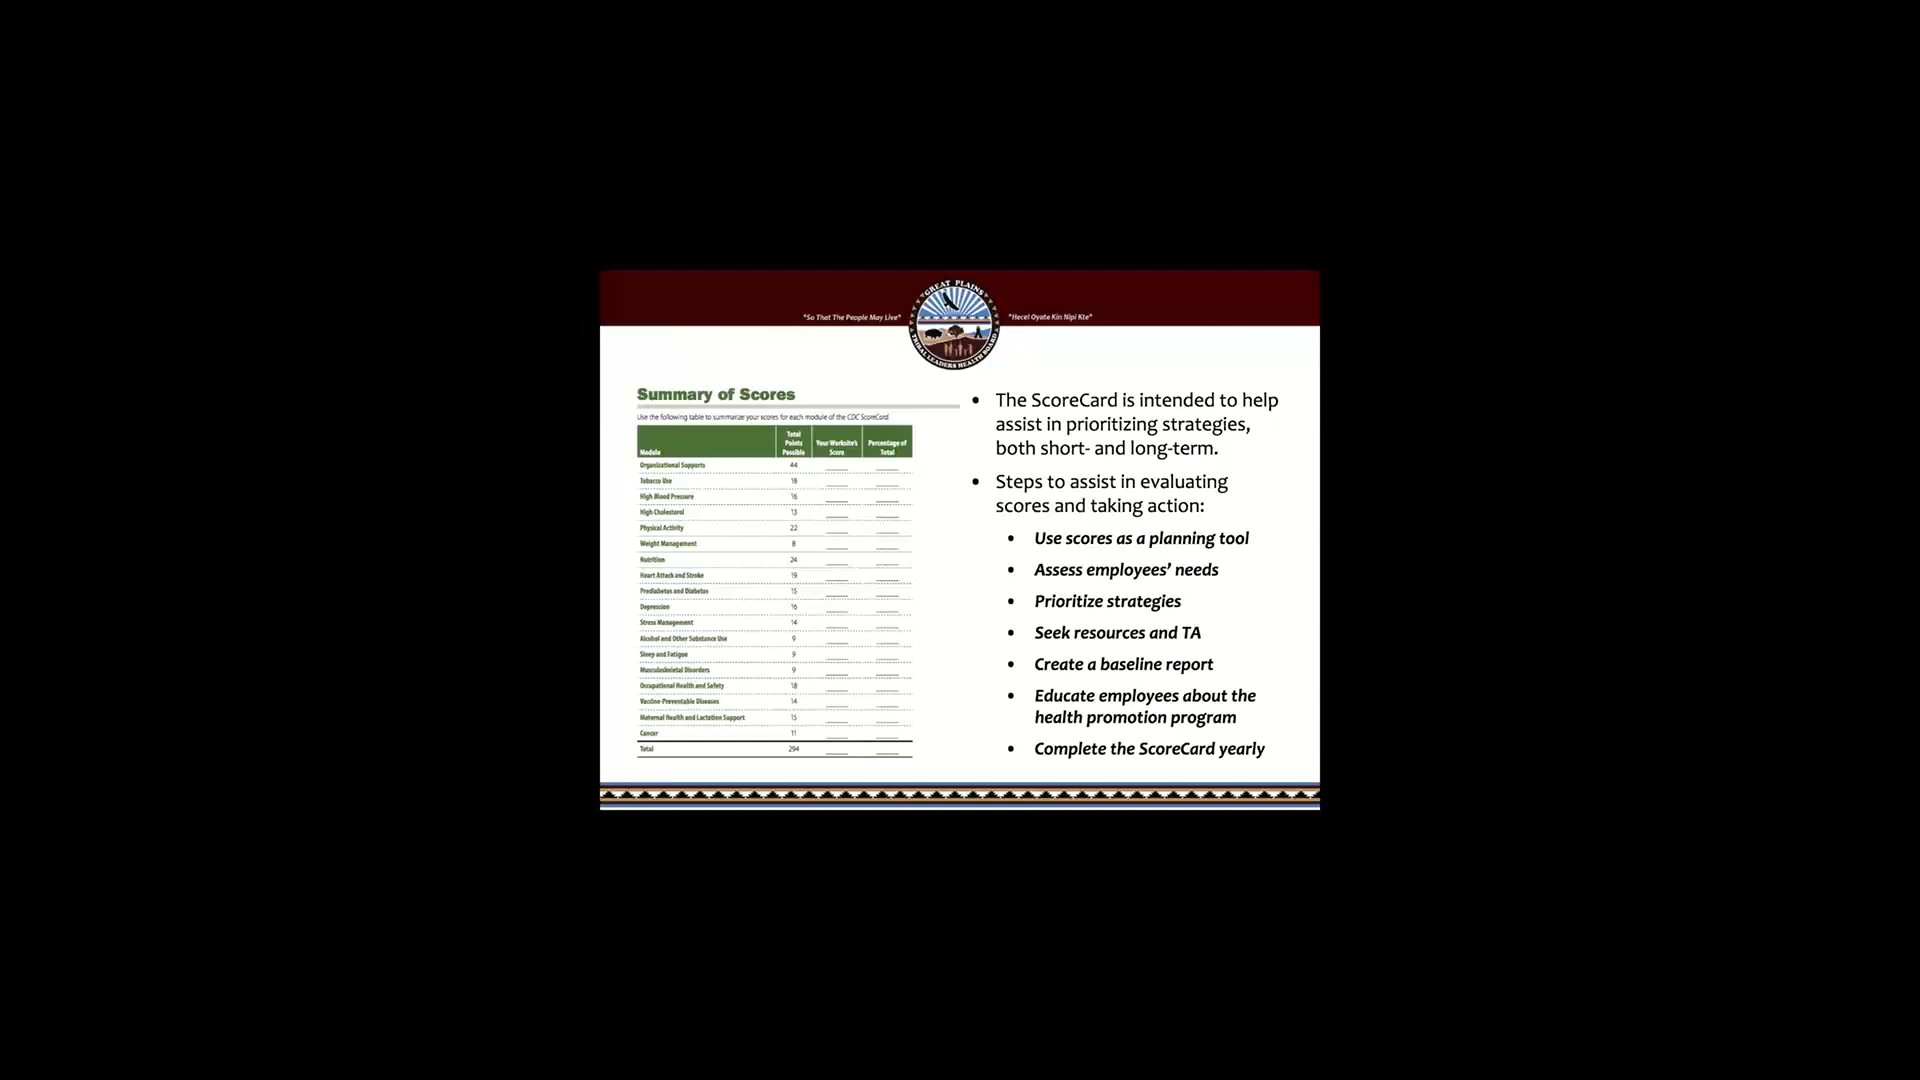 "So That The People May Live"
GREAT PLAINS
TRIBAL LEADERS HEALTH BOARD
"Hecel Oyate Kin Nipi Kte"
Summary of Scores
Use the following table to summarize your scores for each module of the CDC ScoreCard.
Module Total Points Possible Your Worksite's Score Percentage of Total
Organizational Supports 44
Tobacco Use 18
High Blood Pressure 16
High Cholesterol 13
Physical Activity 22
Weight Management 8
Nutrition 24
Heart Attack and Stroke 19
Prediabetes and Diabetes 15
Depression 16
Stress Management 14
Alcohol and Other Substance Use 9
Sleep and Fatigue 9
Musculoskeletal Disorders 9
Occupational Health and Safety 18
Vaccine-Preventable Diseases 14
Maternal Health and Lactation Support 15
Cancer 11
Total 294
• The ScoreCard is intended to help
assist in prioritizing strategies,
both short- and long-term.
• Steps to assist in evaluating
scores and taking action:
• Use scores as a planning tool
• Assess employees' needs
• Prioritize strategies
• Seek resources and TA
• Create a baseline report
• Educate employees about the
health promotion program
• Complete the ScoreCard yearly